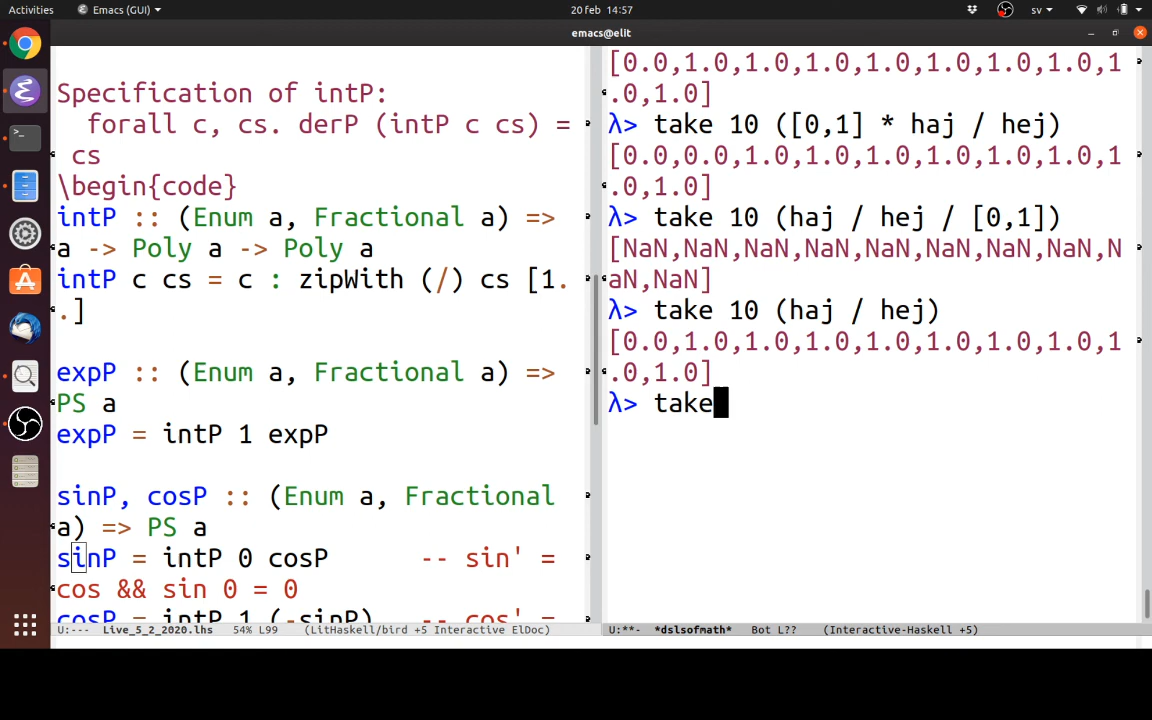 Activities
Emacs (GUI)
20 feb 14:57
sv
emacs@elit
Specification of intP:
forall c, cs. derP (intP c cs) =
cs
\begin{code}
intP :: (Enum a, Fractional a) =>
a -> Poly a -> Poly a
intP c cs = c : zipWith (/) cs [1.
.]
expP :: (Enum a, Fractional a) =>
PS a
expP = intP 1 expP
sinP, cosP :: (Enum a, Fractional
a) => PS a
sinP = intP 0 cosP -- sin' =
cos && sin 0 = 0
cosP = intP 1 (-sinP) -- cos' =
U:--- Live_5_2_2020.lhs 54% L99 (LitHaskell/bird +5 Interactive ElDoc)
[0.0,1.0,1.0,1.0,1.0,1.0,1.0,1.0,1
.0,1.0]
λ> take 10 ([0,1] * haj / hej)
[0.0,0.0,1.0,1.0,1.0,1.0,1.0,1.0,1
.0,1.0]
λ> take 10 (haj / hej / [0,1])
[NaN,NaN,NaN,NaN,NaN,NaN,NaN,NaN,N
aN,NaN]
λ> take 10 (haj / hej)
[0.0,1.0,1.0,1.0,1.0,1.0,1.0,1.0,1
.0,1.0]
λ> take
U:**- *dslsofmath* Bot L?? (Interactive-Haskell +5)